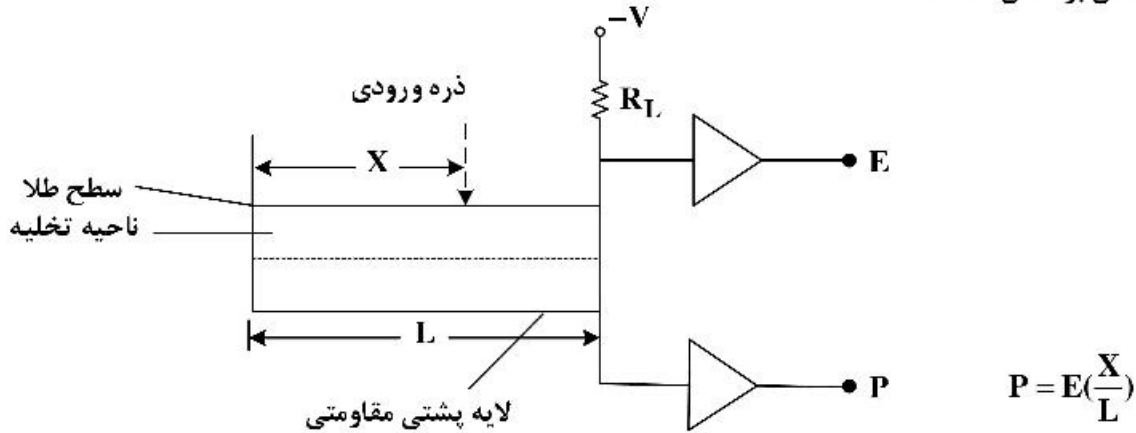 −V
ذره ورودی
R_L
X
E
سطح طلا
ناحیه تخلیه
L
P
P = E(X/L)
لایه پشتی مقاومتی